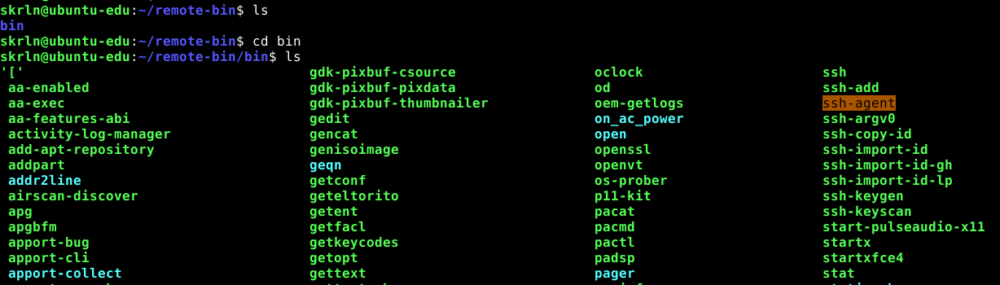 skrln@ubuntu-edu:~/remote-bin$ ls
bin
skrln@ubuntu-edu:~/remote-bin$ cd bin
skrln@ubuntu-edu:~/remote-bin/bin$ ls
'[' gdk-pixbuf-csource oclock ssh
aa-enabled gdk-pixbuf-pixdata od ssh-add
aa-exec gdk-pixbuf-thumbnailer oem-getlogs ssh-agent
aa-features-abi gedit on_ac_power ssh-argv0
activity-log-manager gencat open ssh-copy-id
add-apt-repository genisoimage openssl ssh-import-id
addpart geqn openvt ssh-import-id-gh
addr2line getconf os-prober ssh-import-id-lp
airscan-discover geteltorito p11-kit ssh-keygen
apg getent pacat ssh-keyscan
apgbfm getfacl pacmd start-pulseaudio-x11
apport-bug getkeycodes pactl startx
apport-cli getopt padsp startxfce4
apport-collect gettext pager stat